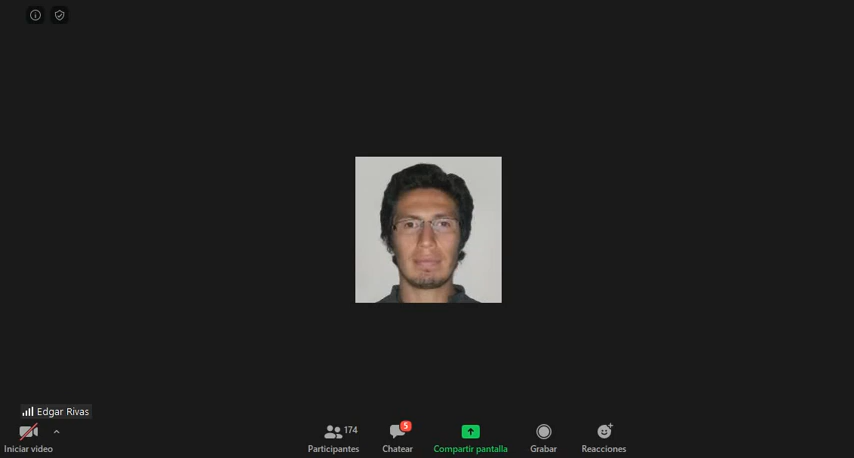 Edgar Rivas
Iniciar video
174
Participantes
5
Chatear
Compartir pantalla
Grabar
Reacciones